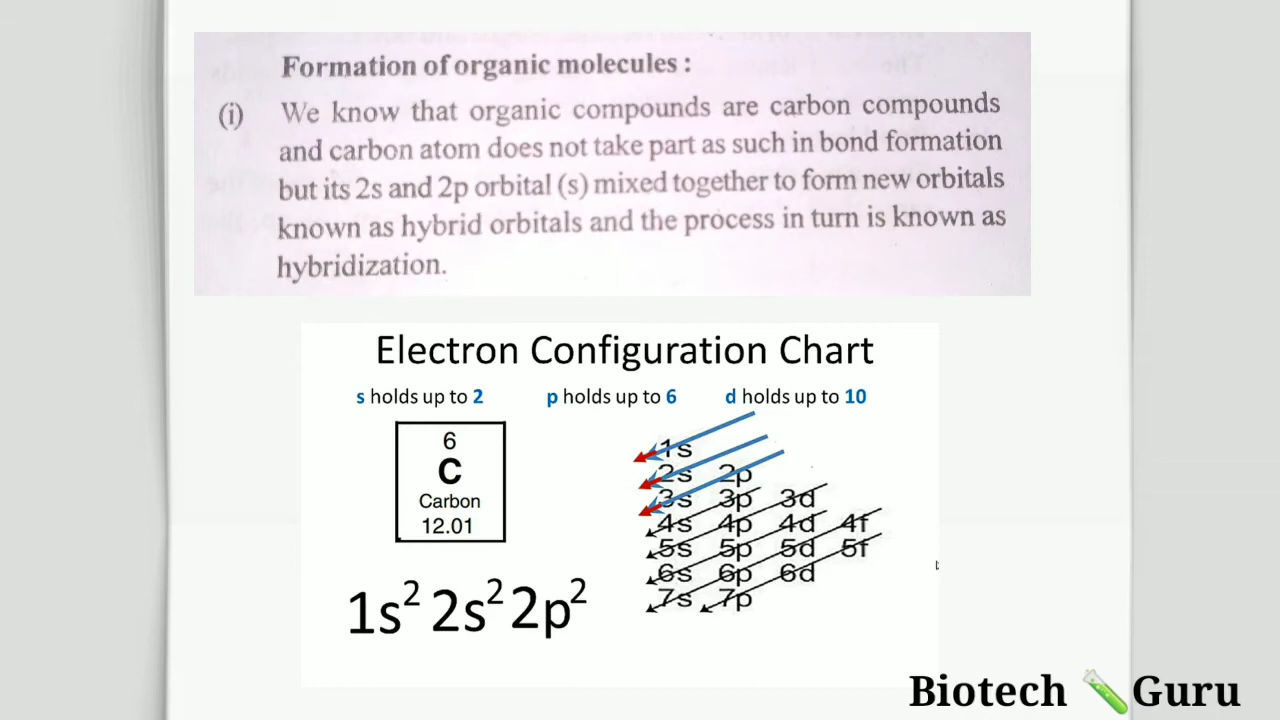 Formation of organic molecules :
(i) We know that organic compounds are carbon compounds
and carbon atom does not take part as such in bond formation
but its 2s and 2p orbital (s) mixed together to form new orbitals
known as hybrid orbitals and the process in turn is known as
hybridization.
Electron Configuration Chart
s holds up to 2 p holds up to 6 d holds up to 10
6
C
Carbon
12.01
1s² 2s² 2p²
1s
2s 2p
3s 3p 3d
4s 4p 4d 4f
5s 5p 5d 5f
6s 6p 6d
7s 7p
Biotech Guru